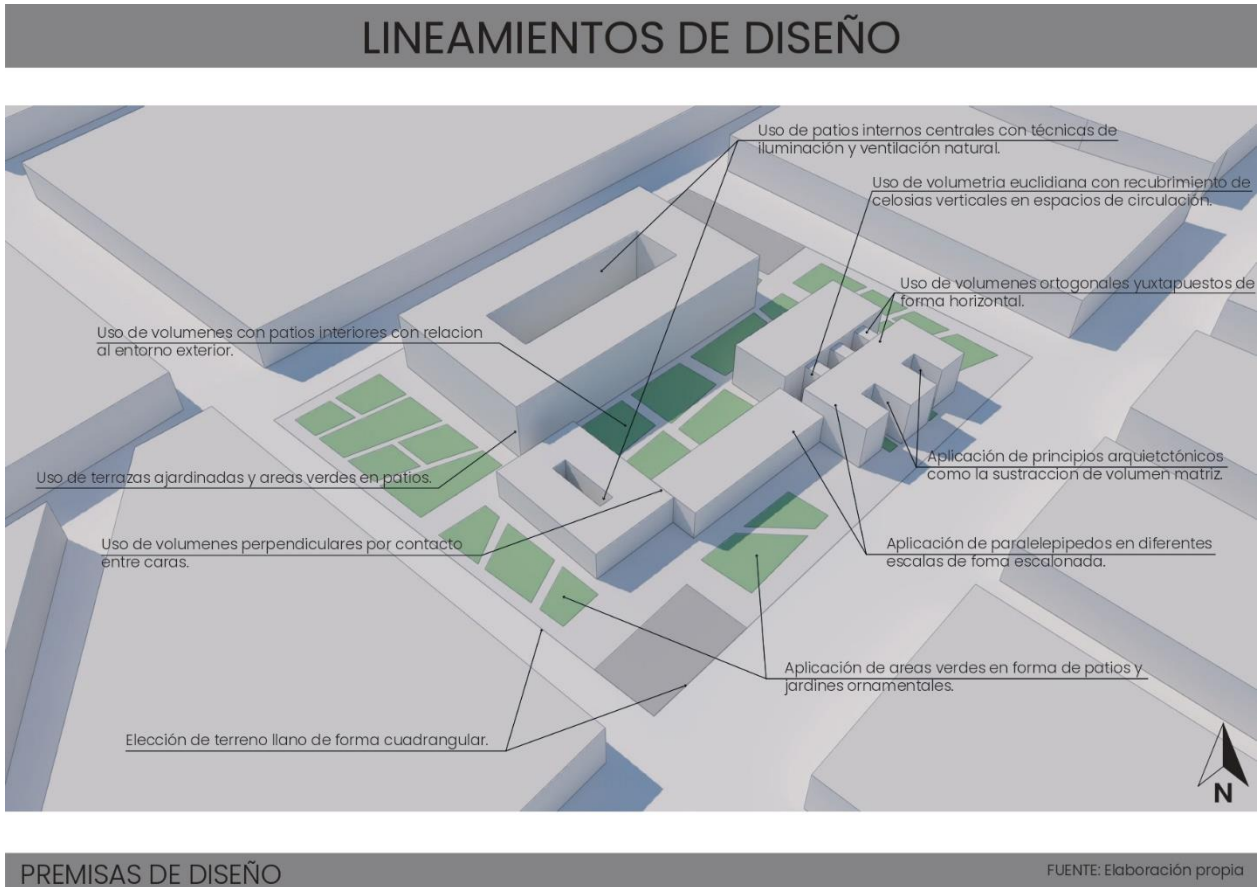 LINEAMIENTOS DE DISEÑO
Uso de patios internos centrales con técnicas de
iluminación y ventilación natural.
Uso de volumetria euclidiana con recubrimiento de
celosias verticales en espacios de circulación.
Uso de volumenes ortogonales yuxtapuestos de
forma horizontal.
Uso de volumenes con patios interiores con relacion
al entorno exterior.
Aplicación de principios arquietctónicos
como la sustraccion de volumen matriz.
Uso de terrazas ajardinadas y areas verdes en patios.
Uso de volumenes perpendiculares por contacto
entre caras.
Aplicación de paralelepipedos en diferentes
escalas de foma escalonada.
Aplicación de areas verdes en forma de patios y
jardines ornamentales.
Elección de terreno llano de forma cuadrangular.
N
PREMISAS DE DISEÑO
FUENTE: Elaboración propia